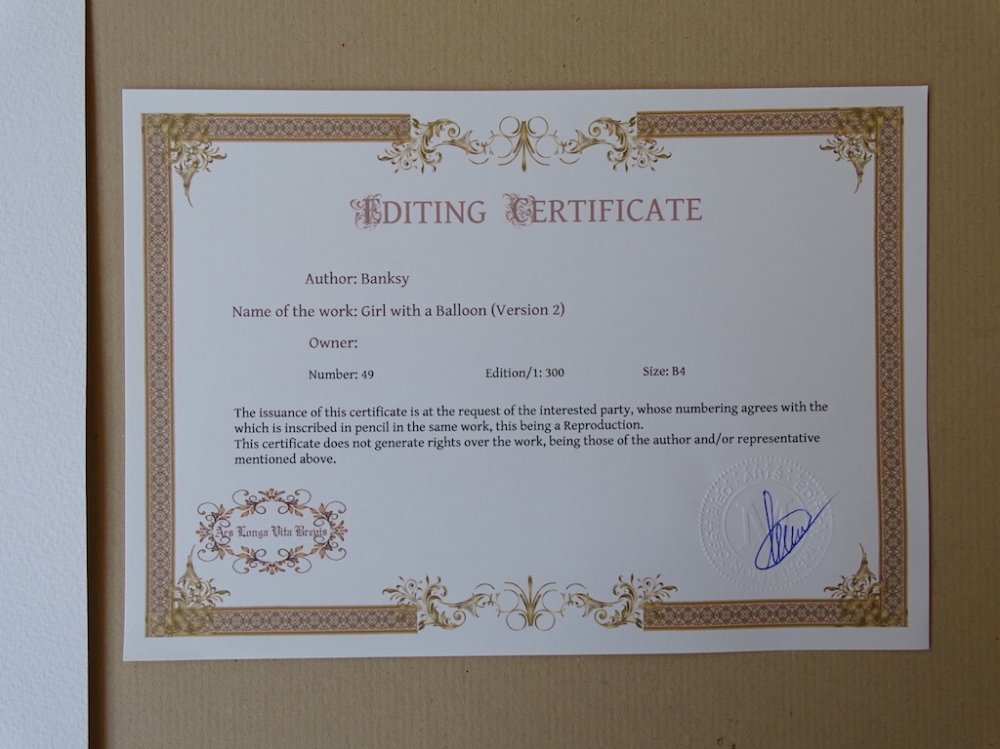 EDITING CERTIFICATE
Author: Banksy
Name of the work: Girl with a Balloon (Version 2)
Owner:
Number: 49 Edition/1: 300 Size: B4
The issuance of this certificate is at the request of the interested party, whose numbering agrees with the
which is inscribed in pencil in the same work, this being a Reproduction.
This certificate does not generate rights over the work, being those of the author and/or representative
mentioned above.
Ars Longa Vita Brevis